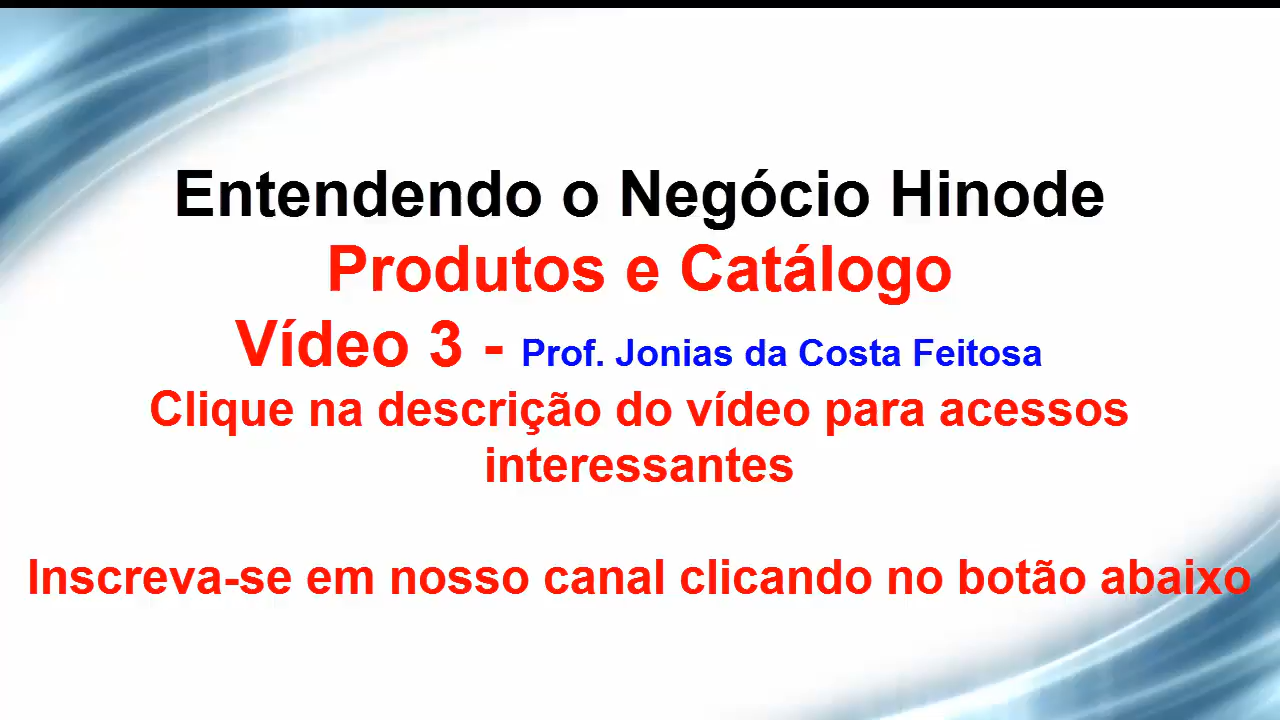 Entendendo o Negócio Hinode
Produtos e Catálogo
Vídeo 3 - Prof. Jonias da Costa Feitosa
Clique na descrição do vídeo para acessos
interessantes
Inscreva-se em nosso canal clicando no botão abaixo